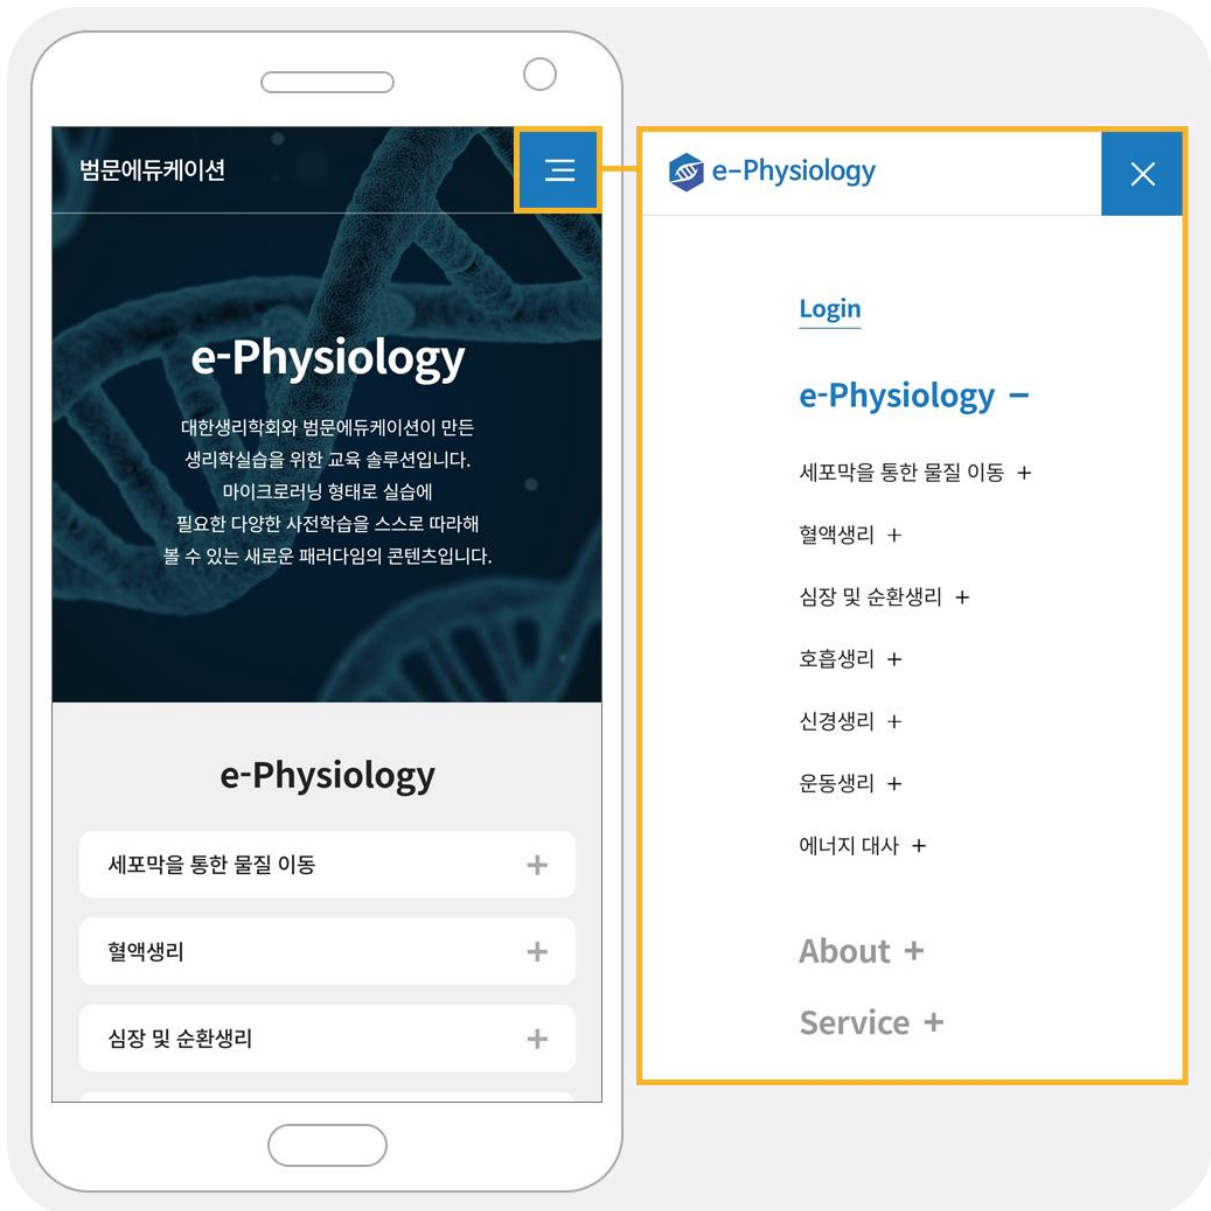 범문에듀케이션
e-Physiology
대한생리학회와 범문에듀케이션이 만든
생리학실습을 위한 교육 솔루션입니다.
마이크로러닝 형태로 실습에
필요한 다양한 사전학습을 스스로 따라해
볼 수 있는 새로운 패러다임의 콘텐츠입니다.
e-Physiology
세포막을 통한 물질 이동 +
혈액생리 +
심장 및 순환생리 +
e-Physiology
Login
e-Physiology −
세포막을 통한 물질 이동 +
혈액생리 +
심장 및 순환생리 +
호흡생리 +
신경생리 +
운동생리 +
에너지 대사 +
About +
Service +